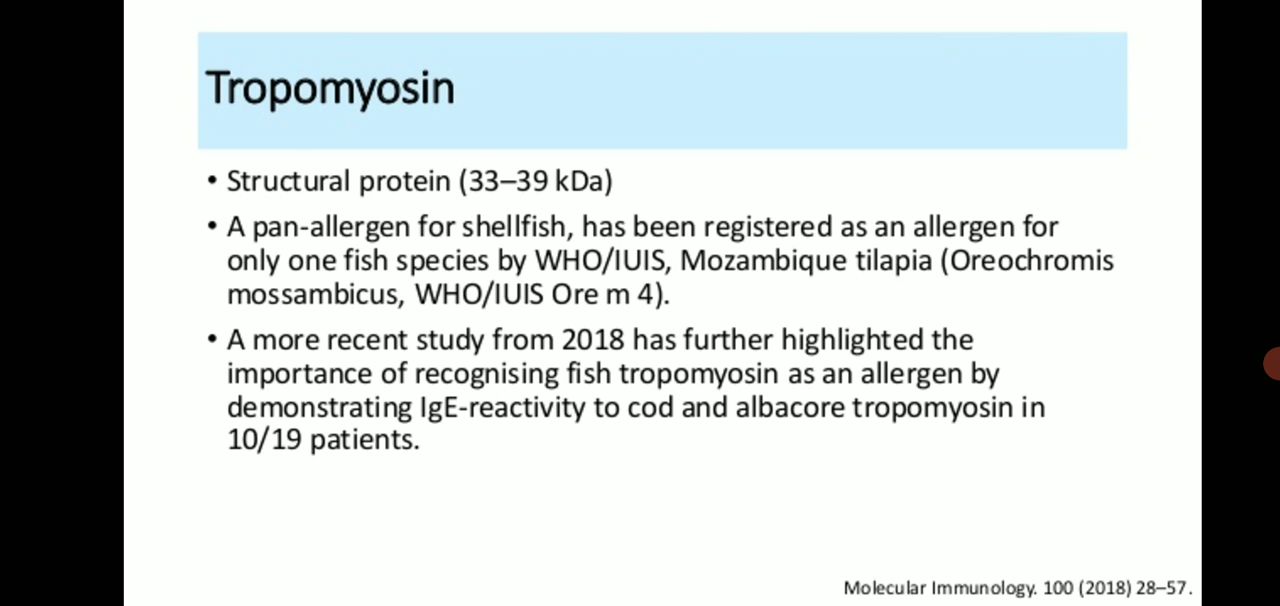 Tropomyosin
• Structural protein (33–39 kDa)
• A pan-allergen for shellfish, has been registered as an allergen for
only one fish species by WHO/IUIS, Mozambique tilapia (Oreochromis
mossambicus, WHO/IUIS Ore m 4).
• A more recent study from 2018 has further highlighted the
importance of recognising fish tropomyosin as an allergen by
demonstrating IgE-reactivity to cod and albacore tropomyosin in
10/19 patients.
Molecular Immunology. 100 (2018) 28–57.